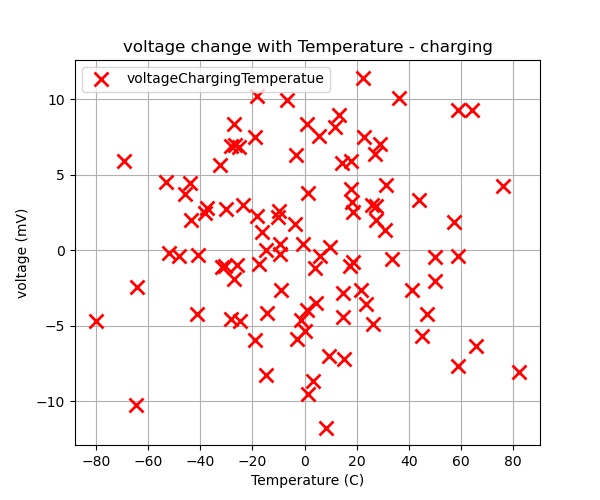 voltage change with Temperature - charging
voltageChargingTemperatue
10
5
0
−5
−10
voltage (mV)
−80 −60 −40 −20 0 20 40 60 80
Temperature (C)